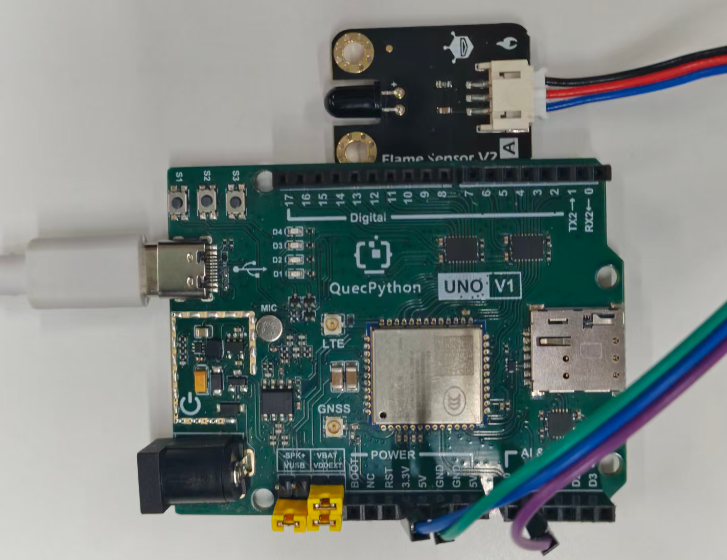 Flame Sensor V2
A
S1
S2
S3
17 16 15 14 13 12 11 10 9 8 7 6 5 4 3 2 TX2→1 RX2←0
Digital
D4
D3
D2
D1
QuecPython
UNO V1
MIC
LTE
GNSS
-SPK+ VBAT
VUSB VDDEXT
POWER
BOOT NC RST 3.3V 5V GND GND 5V
D3